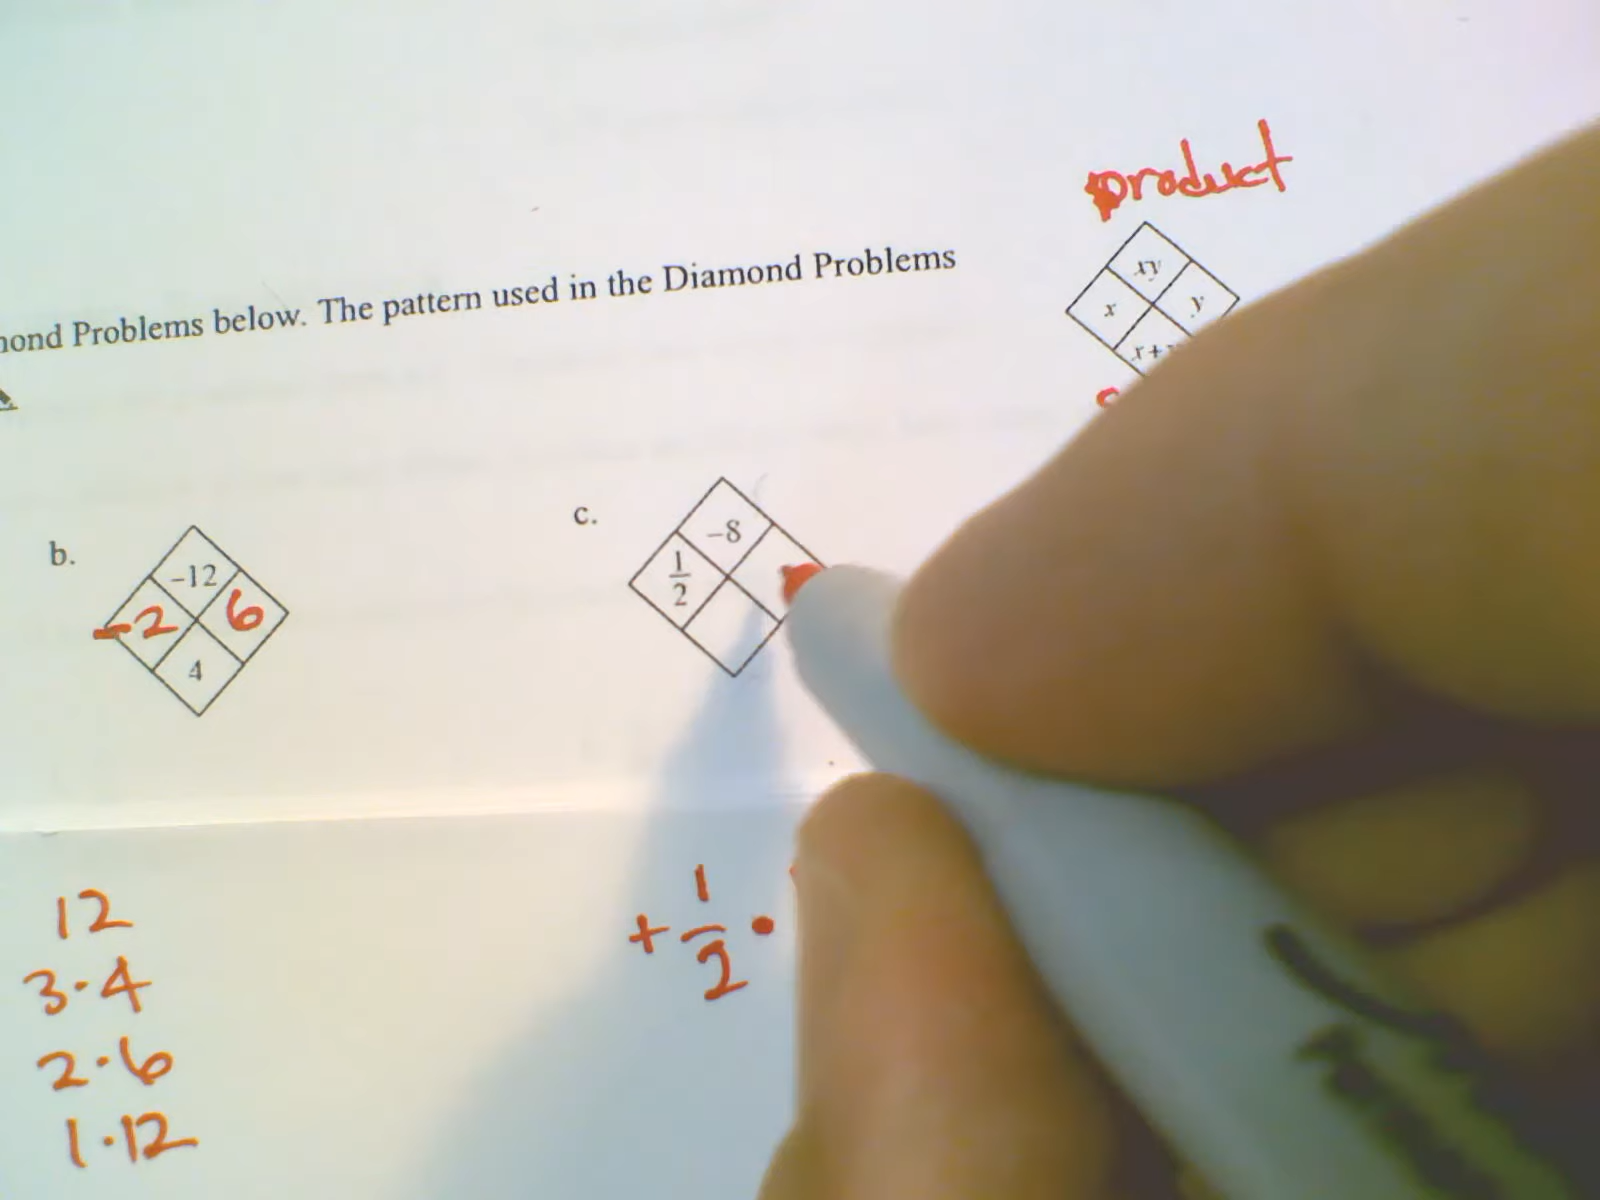 product
xy
x y
Problems below. The pattern used in the Diamond Problems
b.
-12
-2 6
4
c.
-8
1/2
12
3·4
2·6
1·12
+ 1/2 ·